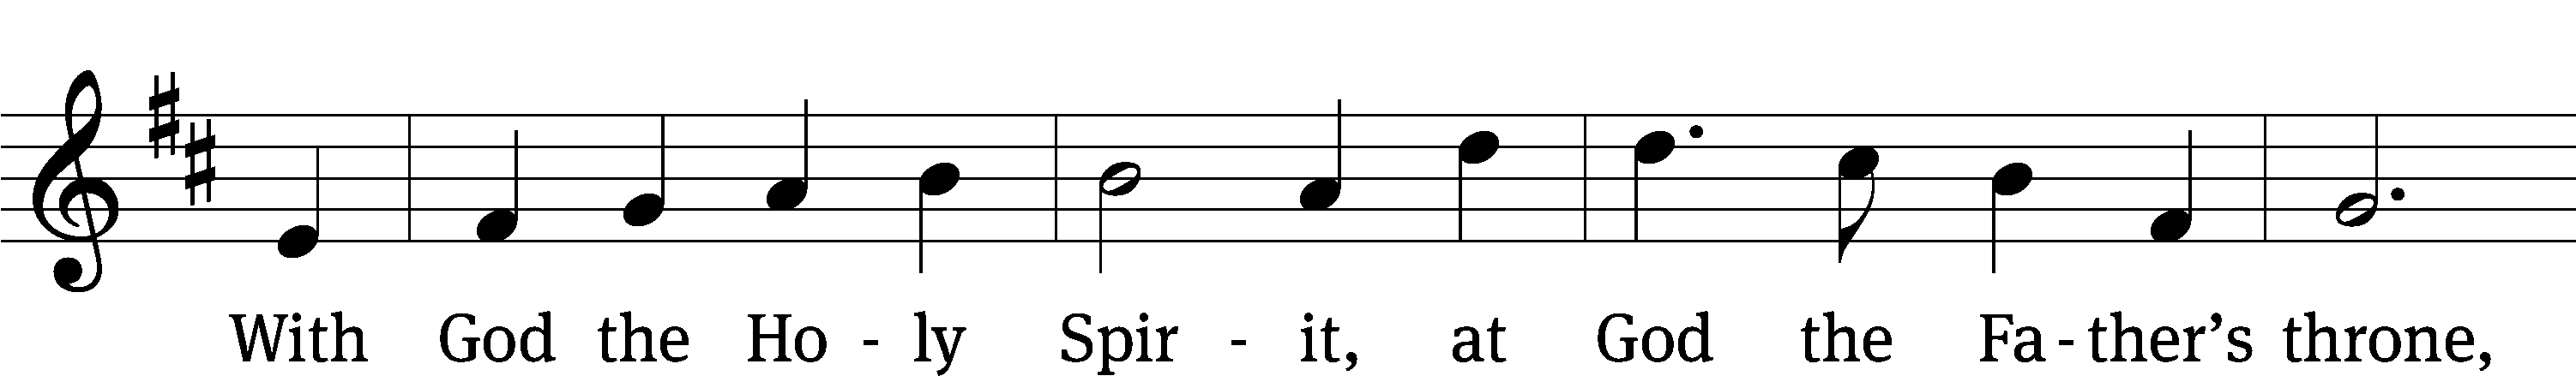 With God the Ho - ly Spir - it, at God the Fa - ther’s throne,